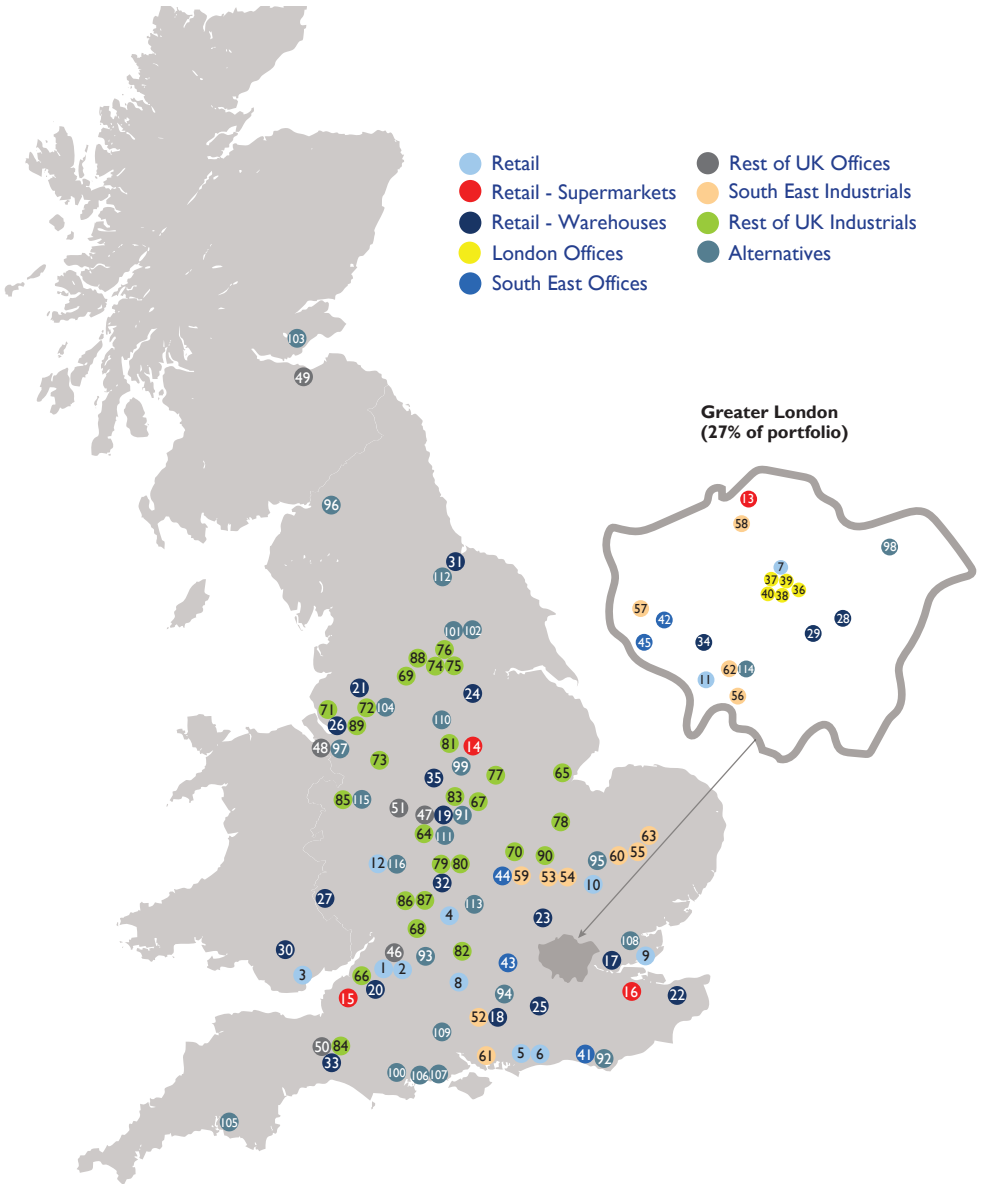 Retail
Retail - Supermarkets
Retail - Warehouses
London Offices
South East Offices
Rest of UK Offices
South East Industrials
Rest of UK Industrials
Alternatives
Greater London
(27% of portfolio)
103
49
96
31
112
101 102
76
88 74 75
69
21 24
71 72 104
26 89 110
48 97 81 14
73 99
35 77 65
85 115 83 67
51 47 19 91
64 111 78
63
70 90 60 55
12 116 79 80 95
44 59 53 54
32 10
27 86 87 113
4 23
68
30 46 93 82 108
17 9
3 66 1 2 43
20 8
15 94 16 22
25
52 18
109
50 84
33 61 5 6 41 92
100 106 107
105
13
58
98
7
37 39
40 38 36
57
42 28
45 34 29
62 114
11
56